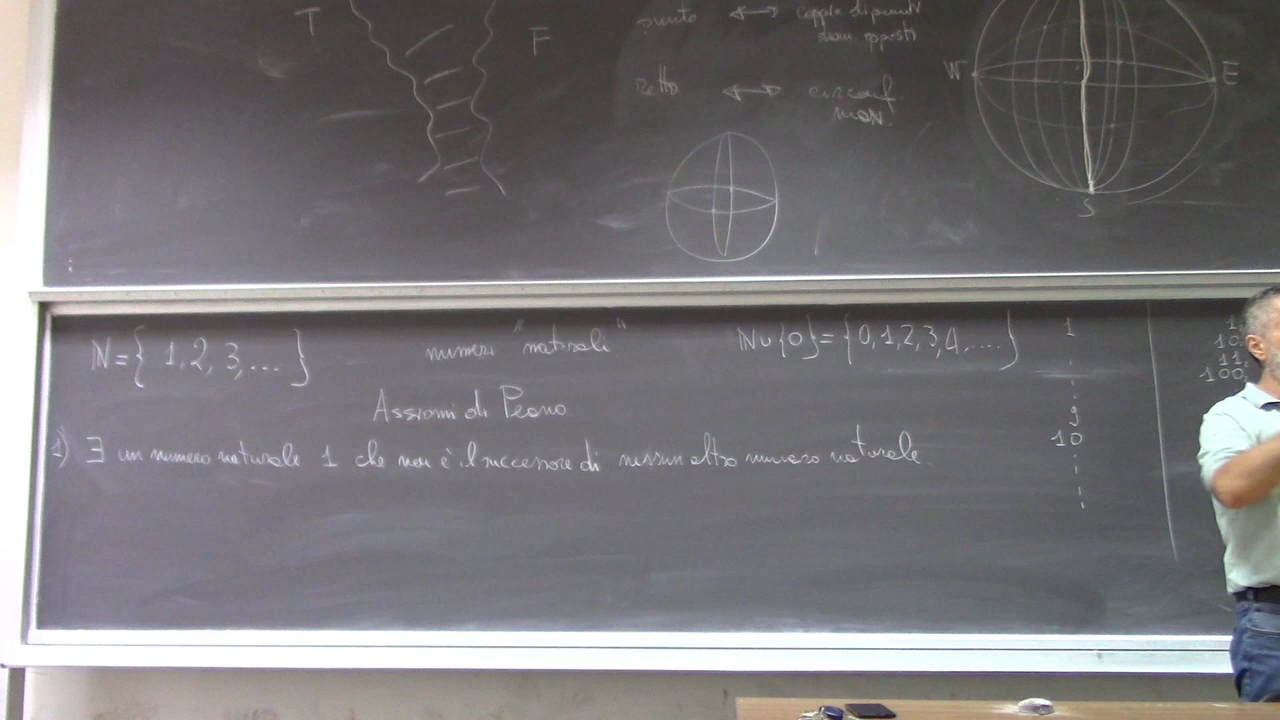 T
F
punto ↔ coppie di punti
diam. opposti
retta ↔ circonf
max.
W
E
S
N = { 1, 2, 3, ... }
numeri "naturali"
N∪{0} = {0, 1, 2, 3, 4, ....}
Assiomi di Peano
1) ∃ un numero naturale 1 che non è il successore di nessun altro numero naturale.
1
9
10
1
10
11
100